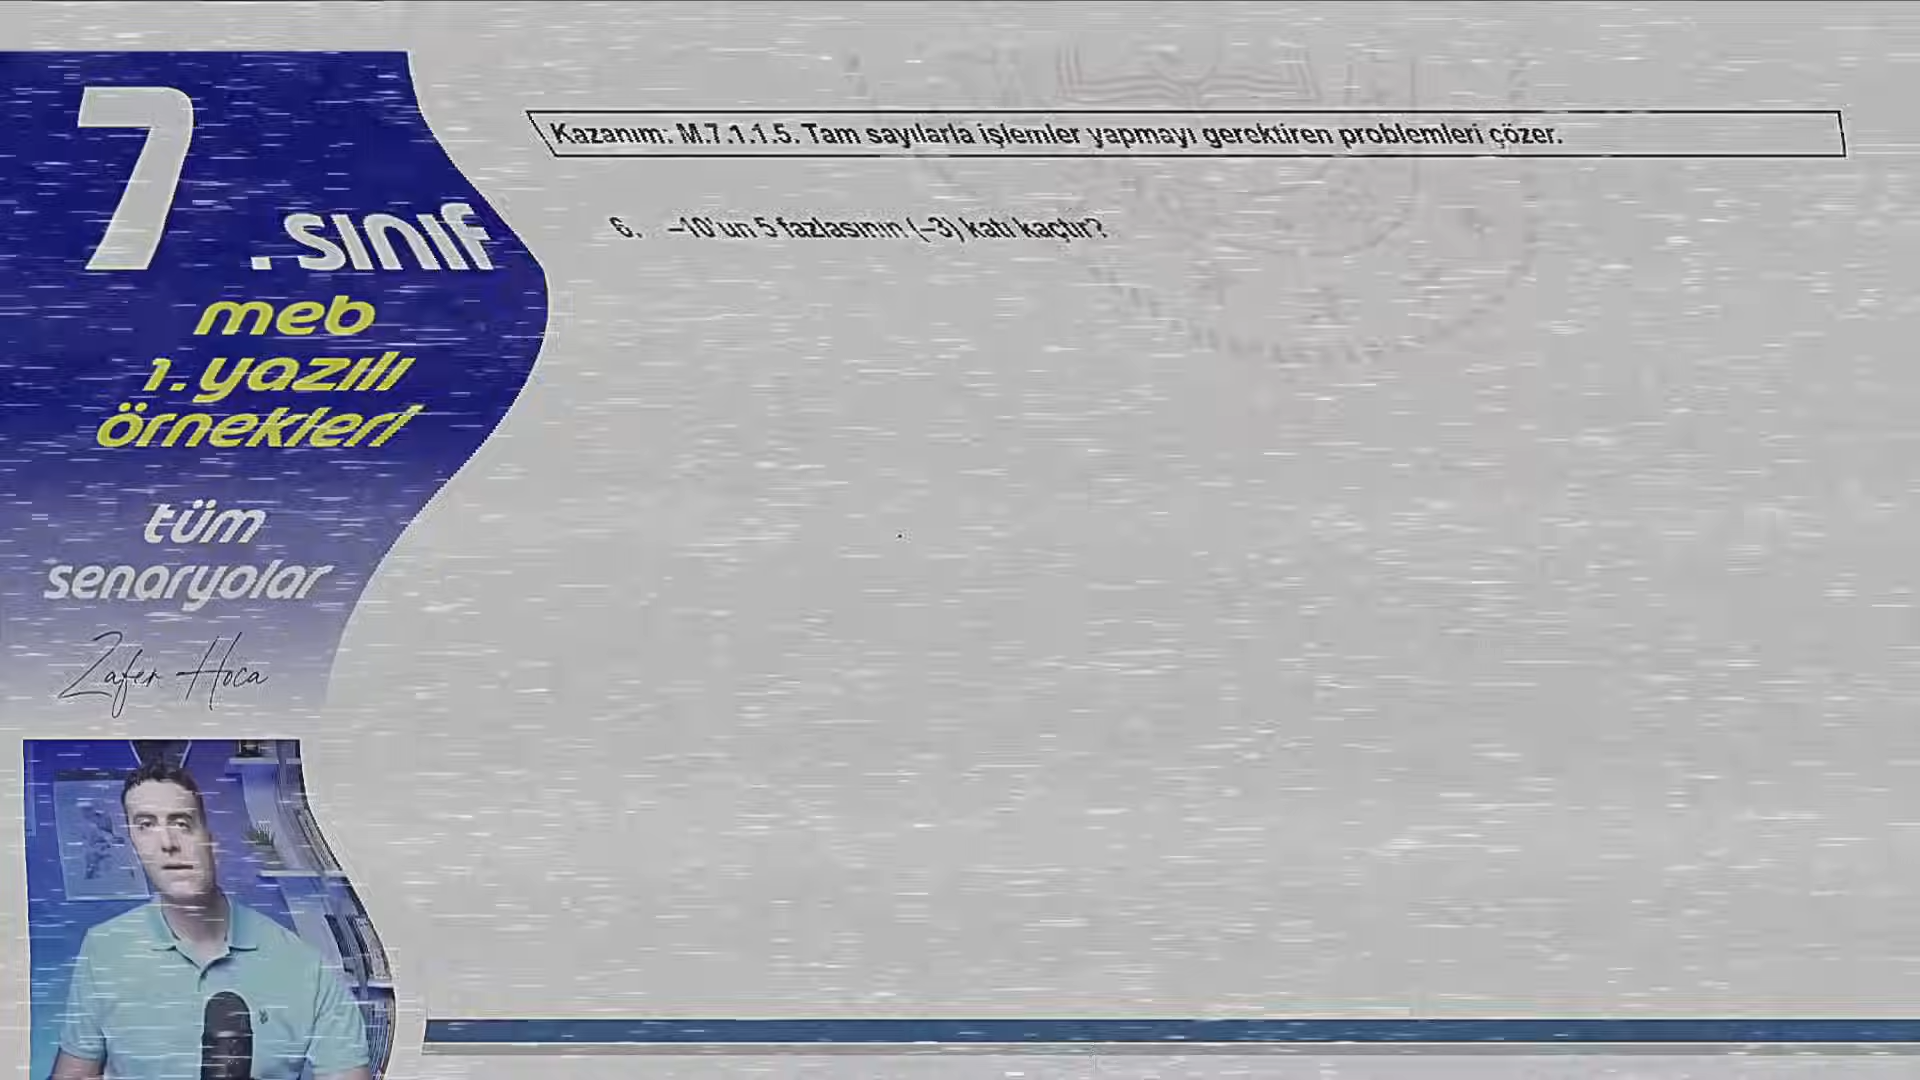 7
.sınıf
meb
1.yazılı
örnekleri
tüm
senaryolar
Zafer Hoca
Kazanım: M.7.1.1.5. Tam sayılarla işlemler yapmayı gerektiren problemleri çözer.
6. –10'un 5 fazlasının (–3) katı kaçtır?